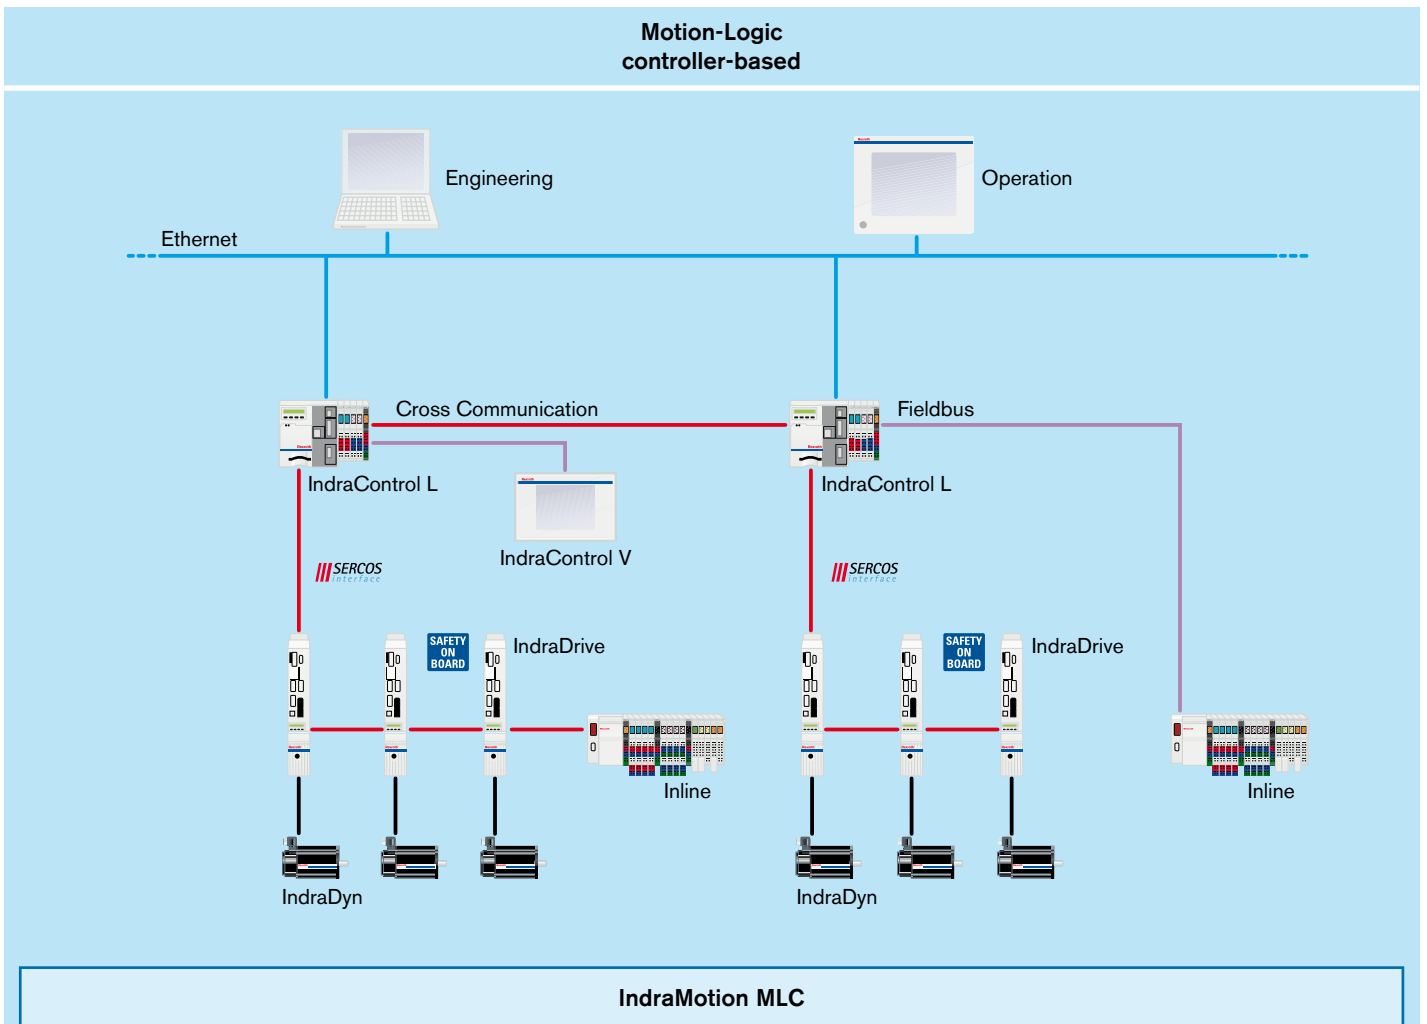 Motion-Logic
controller-based
Engineering
Operation
Ethernet
Cross Communication
Fieldbus
IndraControl L
IndraControl L
IndraControl V
SERCOS
interface
SERCOS
interface
SAFETY
ON
BOARD
IndraDrive
SAFETY
ON
BOARD
IndraDrive
Inline
Inline
IndraDyn
IndraDyn
IndraMotion MLC